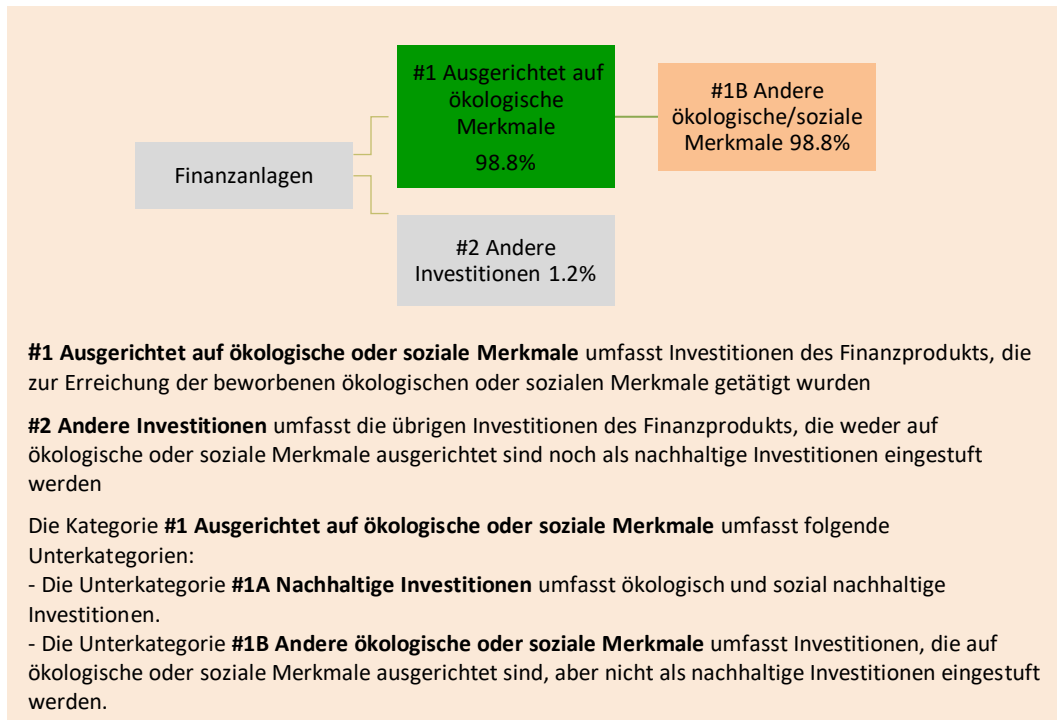 #1 Ausgerichtet auf
ökologische
Merkmale
98.8%
#1B Andere
ökologische/soziale
Merkmale 98.8%
Finanzanlagen
#2 Andere
Investitionen 1.2%
#1 Ausgerichtet auf ökologische oder soziale Merkmale umfasst Investitionen des Finanzprodukts, die
zur Erreichung der beworbenen ökologischen oder sozialen Merkmale getätigt wurden
#2 Andere Investitionen umfasst die übrigen Investitionen des Finanzprodukts, die weder auf
ökologische oder soziale Merkmale ausgerichtet sind noch als nachhaltige Investitionen eingestuft
werden
Die Kategorie #1 Ausgerichtet auf ökologische oder soziale Merkmale umfasst folgende
Unterkategorien:
- Die Unterkategorie #1A Nachhaltige Investitionen umfasst ökologisch und sozial nachhaltige
Investitionen.
- Die Unterkategorie #1B Andere ökologische oder soziale Merkmale umfasst Investitionen, die auf
ökologische oder soziale Merkmale ausgerichtet sind, aber nicht als nachhaltige Investitionen eingestuft
werden.